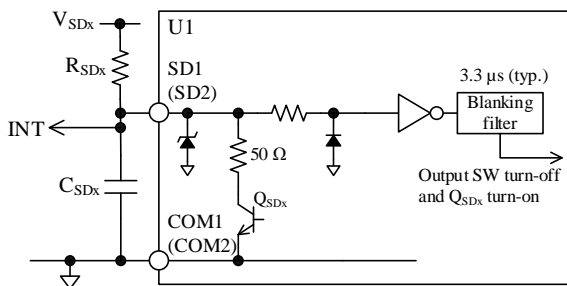 V_SDx
U1
R_SDx
SD1
(SD2)
3.3 µs (typ.)
INT
Blanking
filter
50 Ω
C_SDx
Q_SDx
Output SW turn-off
and Q_SDx turn-on
COM1
(COM2)